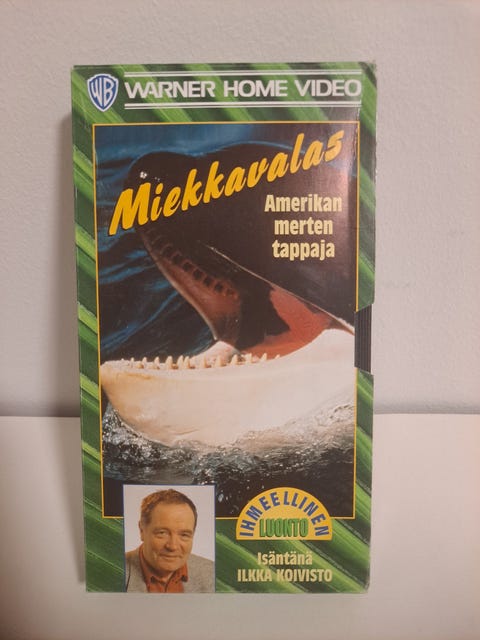 WB WARNER HOME VIDEO
Miekkavalas
Amerikan
merten
tappaja
IHMEELLINEN
LUONTO
Isäntänä
ILKKA KOIVISTO